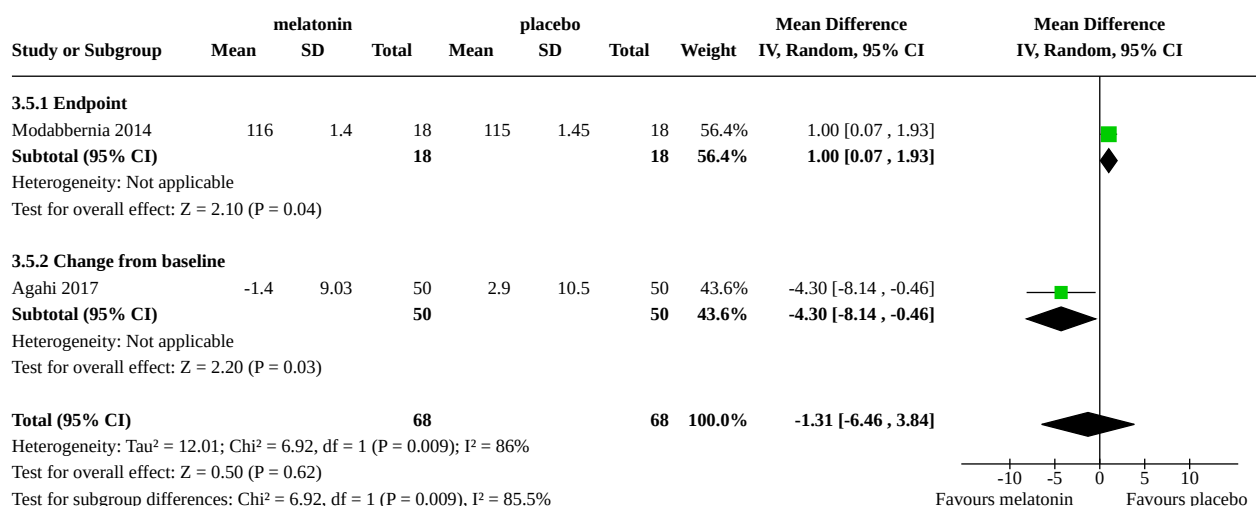 melatonin placebo Mean Difference Mean Difference
Study or Subgroup Mean SD Total Mean SD Total Weight IV, Random, 95% CI IV, Random, 95% CI
3.5.1 Endpoint
Modabbernia 2014 116 1.4 18 115 1.45 18 56.4% 1.00 [0.07 , 1.93]
Subtotal (95% CI) 18 18 56.4% 1.00 [0.07 , 1.93]
Heterogeneity: Not applicable
Test for overall effect: Z = 2.10 (P = 0.04)
3.5.2 Change from baseline
Agahi 2017 -1.4 9.03 50 2.9 10.5 50 43.6% -4.30 [-8.14 , -0.46]
Subtotal (95% CI) 50 50 43.6% -4.30 [-8.14 , -0.46]
Heterogeneity: Not applicable
Test for overall effect: Z = 2.20 (P = 0.03)
Total (95% CI) 68 68 100.0% -1.31 [-6.46 , 3.84]
Heterogeneity: Tau² = 12.01; Chi² = 6.92, df = 1 (P = 0.009); I² = 86%
Test for overall effect: Z = 0.50 (P = 0.62)
-10 -5 0 5 10
Test for subgroup differences: Chi² = 6.92, df = 1 (P = 0.009), I² = 85.5% Favours melatonin Favours placebo